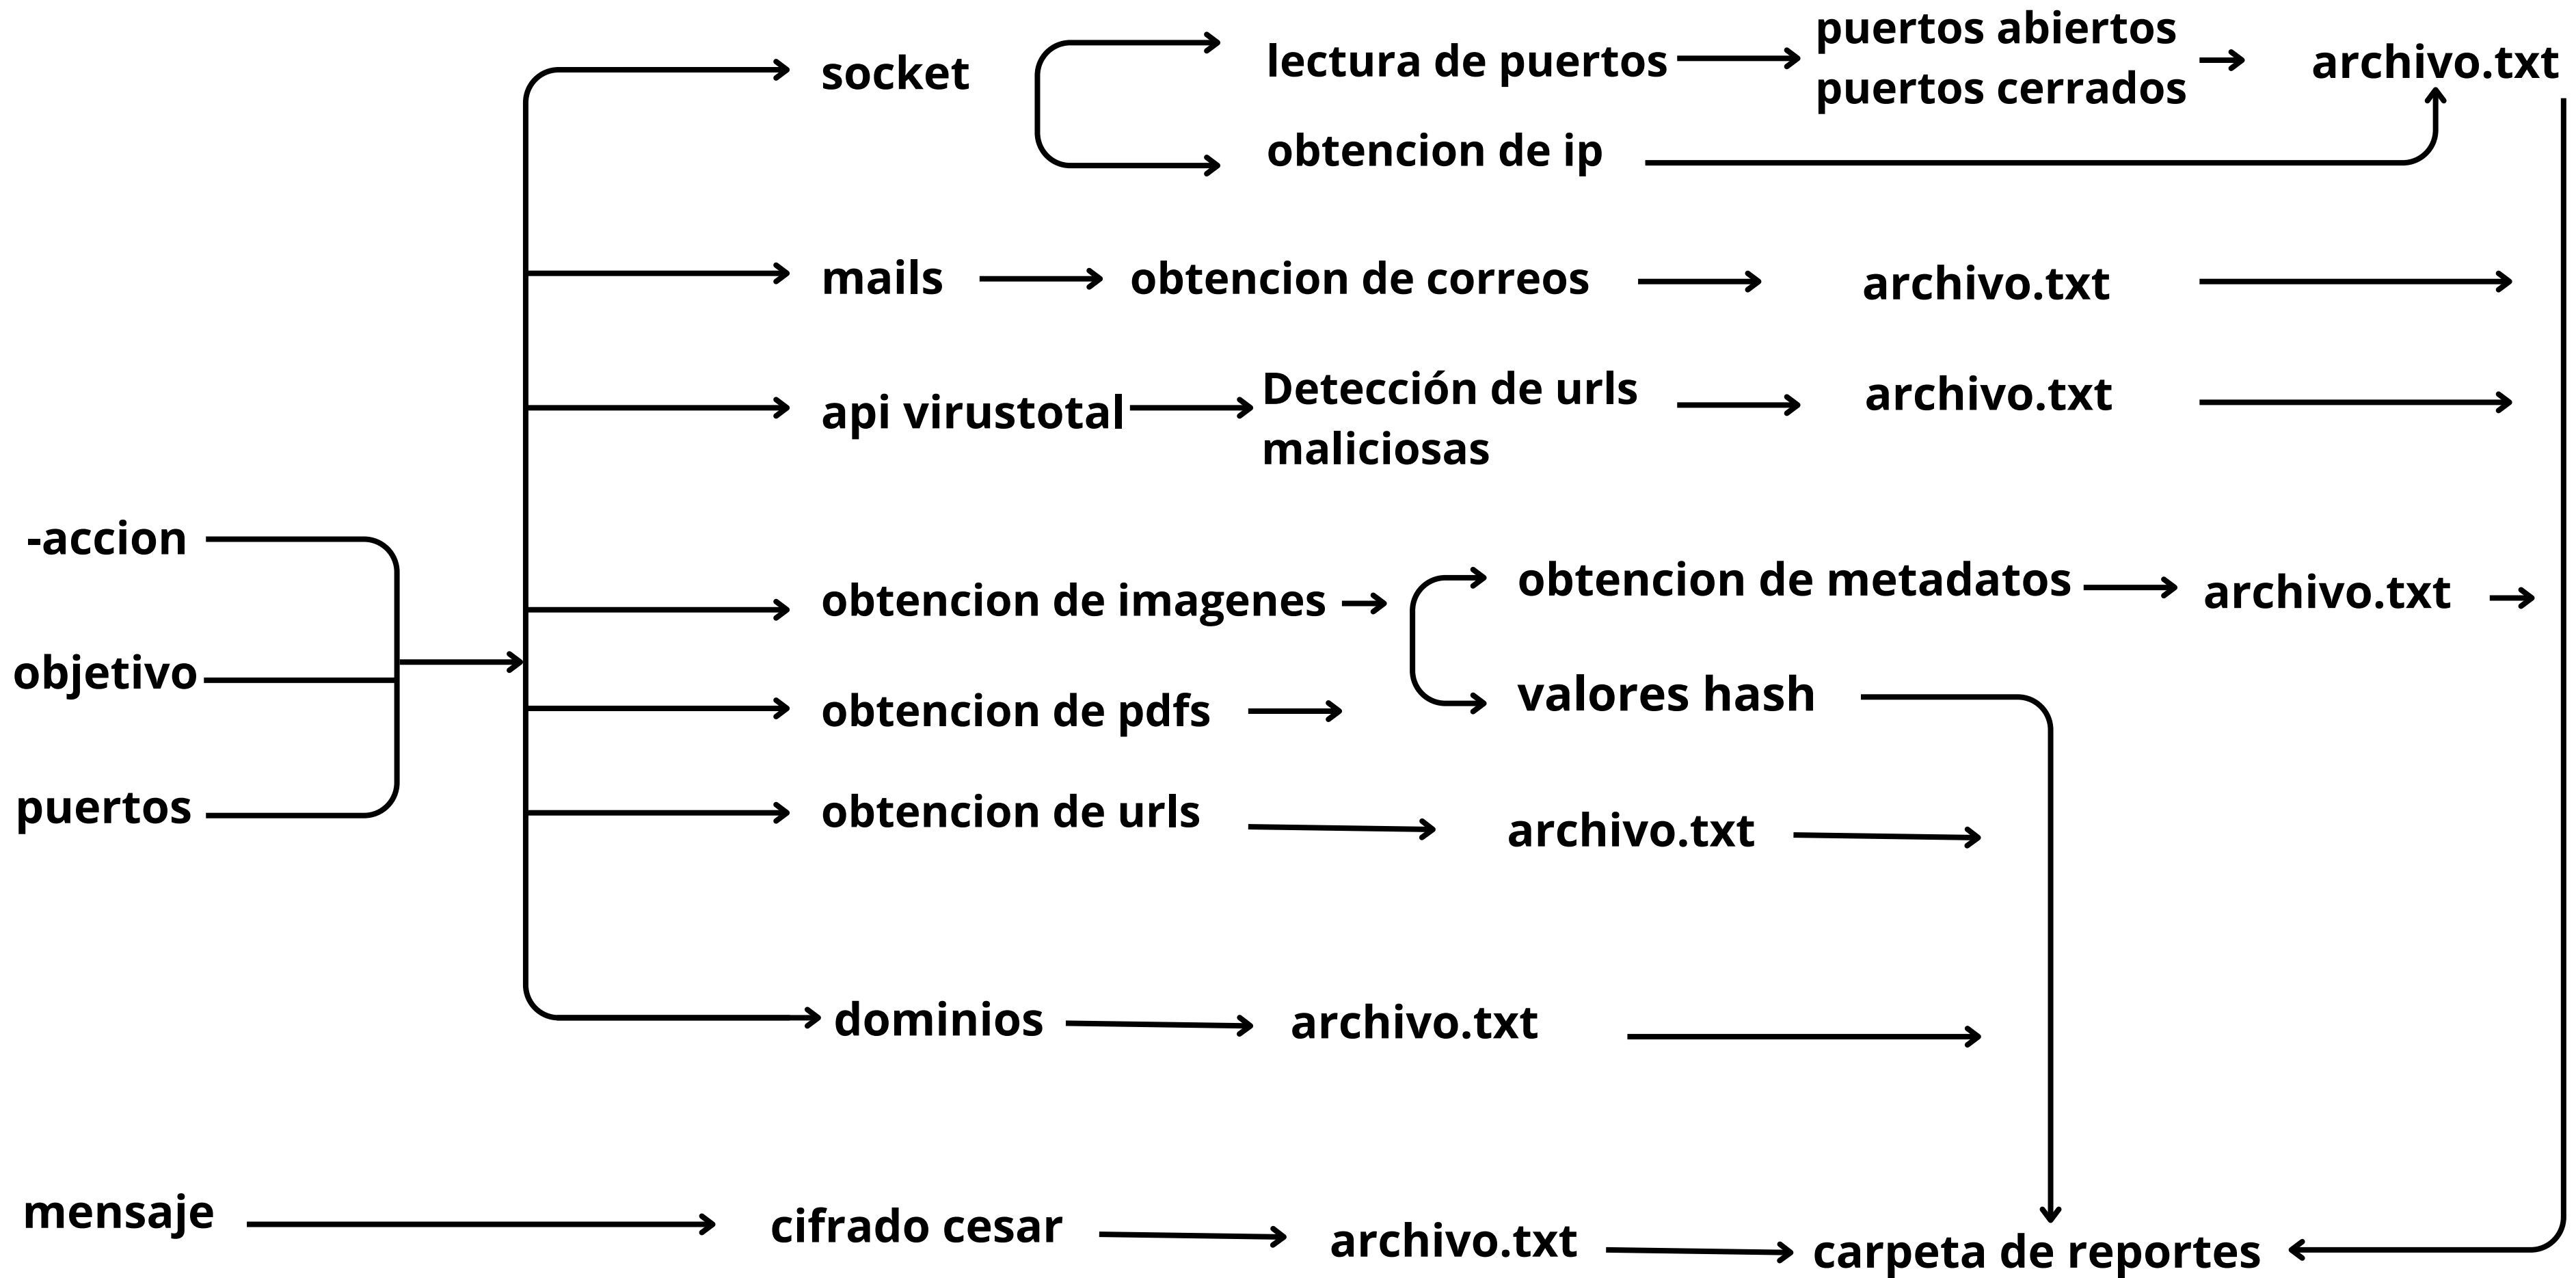 puertos abiertos
socket
lectura de puertos
archivo.txt
puertos cerrados
obtencion de ip
mails
obtencion de correos
archivo.txt
api virustotal
Detección de urls
maliciosas
archivo.txt
-accion
obtencion de imagenes
obtencion de metadatos
archivo.txt
objetivo
obtencion de pdfs
valores hash
puertos
obtencion de urls
archivo.txt
dominios
archivo.txt
mensaje
cifrado cesar
archivo.txt
carpeta de reportes